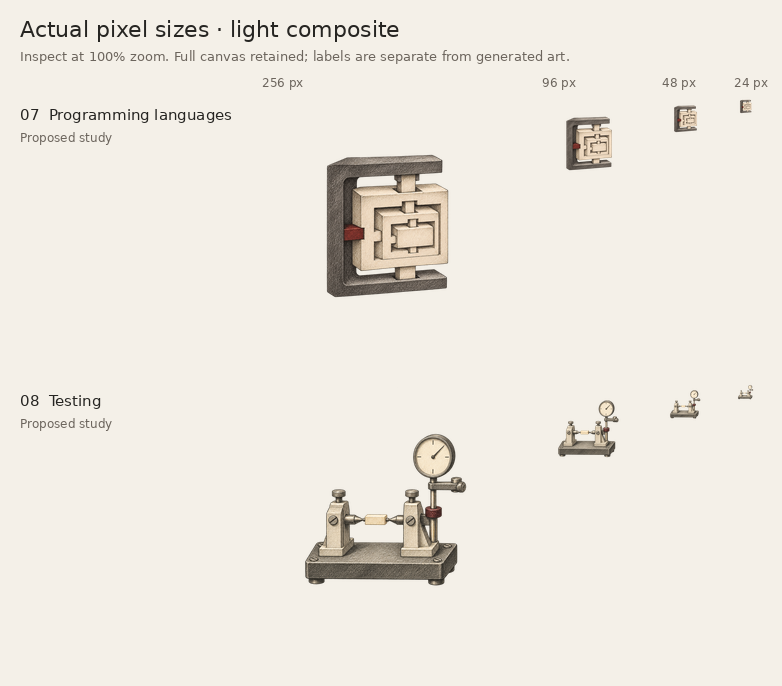 Actual pixel sizes · light composite
Inspect at 100% zoom. Full canvas retained; labels are separate from generated art.
256 px 96 px 48 px 24 px
07 Programming languages
Proposed study
08 Testing
Proposed study